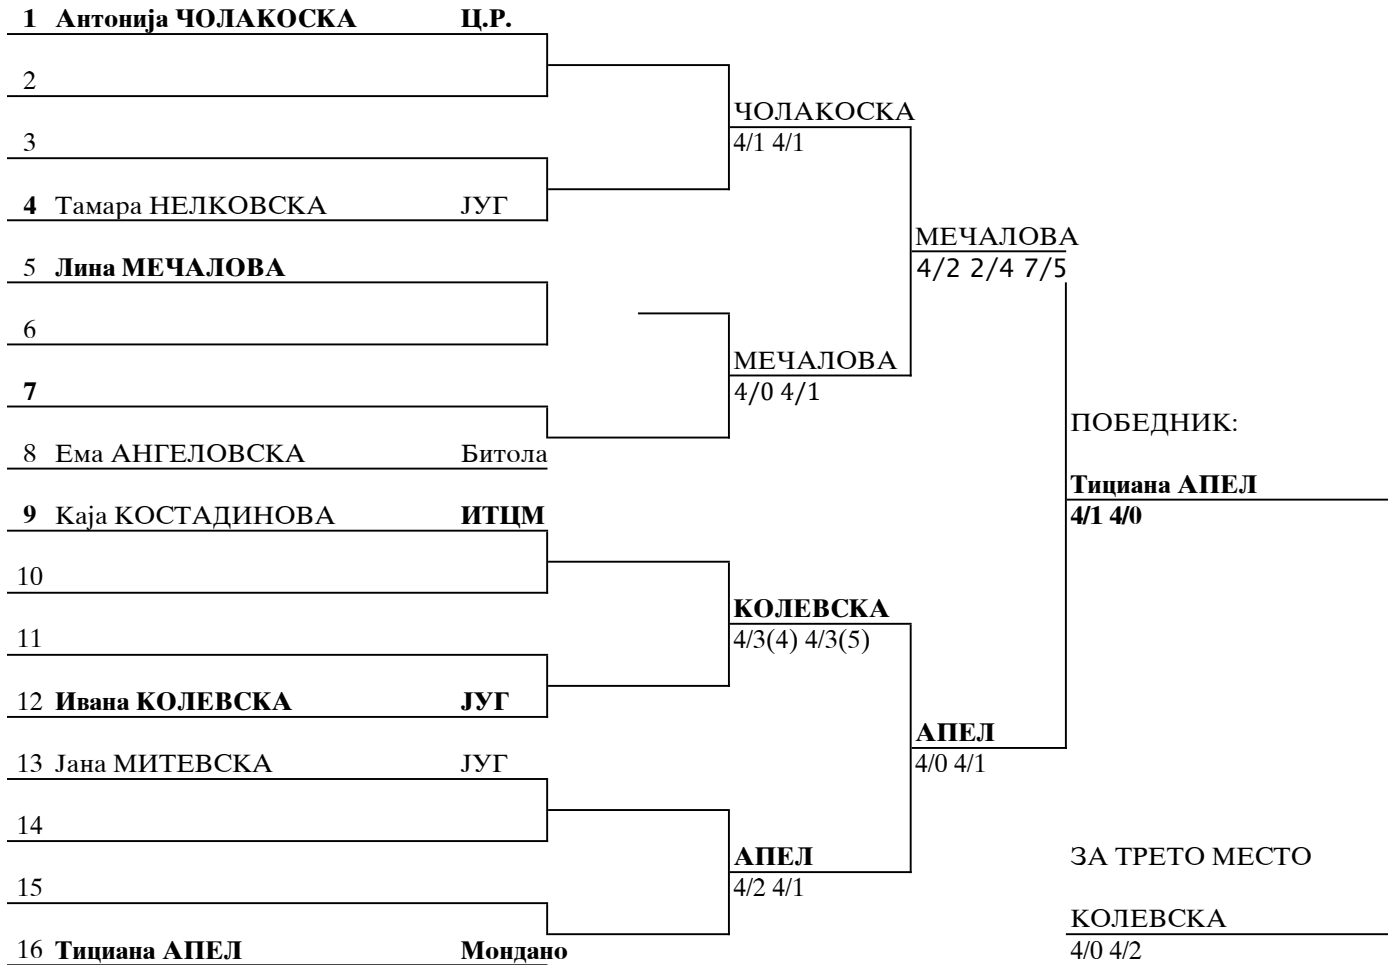 1 Антонија ЧОЛАКОСКА Ц.Р.
2
3
4 Тамара НЕЛКОВСКА ЈУГ
5 Лина МЕЧАЛОВА
6
7
8 Ема АНГЕЛОВСКА Битола
9 Каја КОСТАДИНОВА ИТЦМ
10
11
12 Ивана КОЛЕВСКА ЈУГ
13 Јана МИТЕВСКА ЈУГ
14
15
16 Тициана АПЕЛ Мондано
ЧОЛАКОСКА
4/1 4/1
МЕЧАЛОВА
4/0 4/1
КОЛЕВСКА
4/3(4) 4/3(5)
АПЕЛ
4/2 4/1
МЕЧАЛОВА
4/2 2/4 7/5
АПЕЛ
4/0 4/1
ПОБЕДНИК:
Тициана АПЕЛ
4/1 4/0
ЗА ТРЕТО МЕСТО
КОЛЕВСКА
4/0 4/2